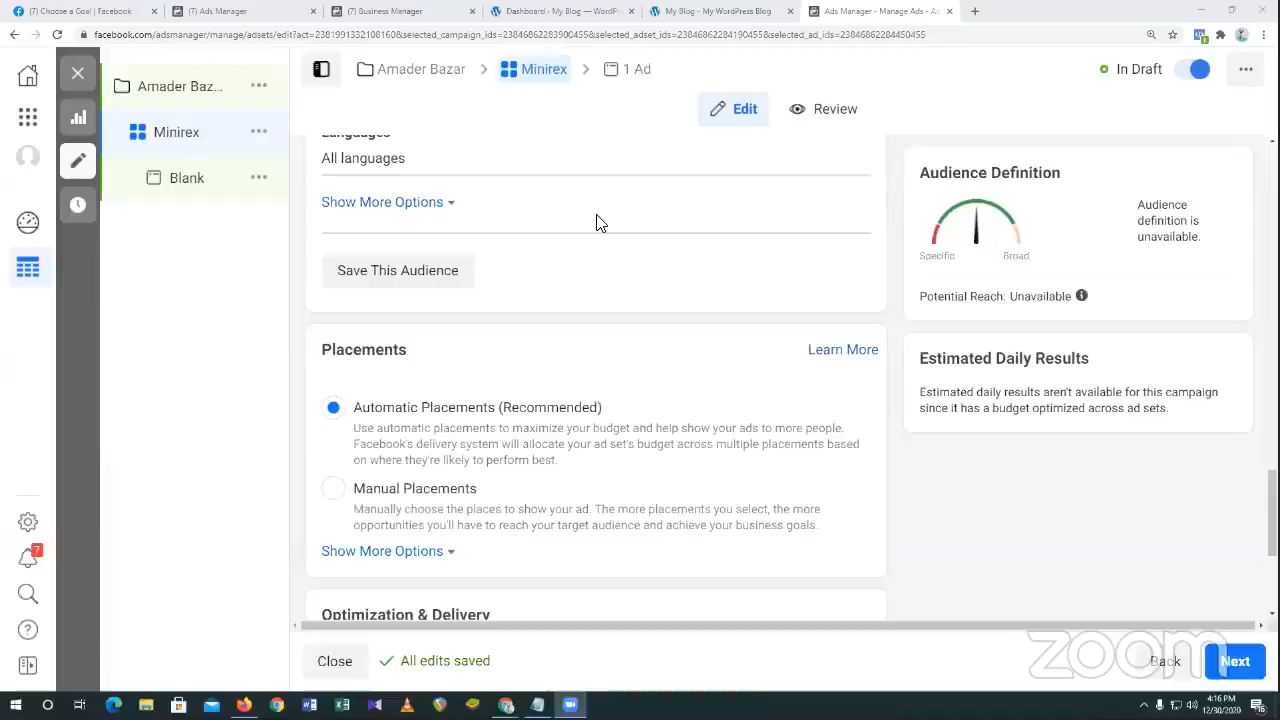 (7) Choose a Goal | Facebook
(7) Ads Manager
(7) Business Manager
Dashboard ‹ My Blog — WordPr
My Blog - My WordPress Blog
Ads Manager - Manage Ads - Ac
facebook.com/adsmanager/manage/adsets/edit?act=2381991332108160&selected_campaign_ids=23846862283900455&selected_adset_ids=23846862284190455&selected_ad_ids=23846862284450455
Amader Bazar
Minirex
1 Ad
In Draft
Amader Baz...
Minirex
Blank
Edit
Review
Languages
All languages
Show More Options
Save This Audience
Placements
Learn More
Automatic Placements (Recommended)
Use automatic placements to maximize your budget and help show your ads to more people.
Facebook's delivery system will allocate your ad set's budget across multiple placements based
on where they're likely to perform best.
Manual Placements
Manually choose the places to show your ad. The more placements you select, the more
opportunities you'll have to reach your target audience and achieve your business goals.
Show More Options
Optimization & Delivery
Audience Definition
Audience
definition is
unavailable.
Specific
Broad
Potential Reach: Unavailable
Estimated Daily Results
Estimated daily results aren't available for this campaign
since it has a budget optimized across ad sets.
7
Close
All edits saved
Back
Next
zoom
4:16 PM
12/30/2020